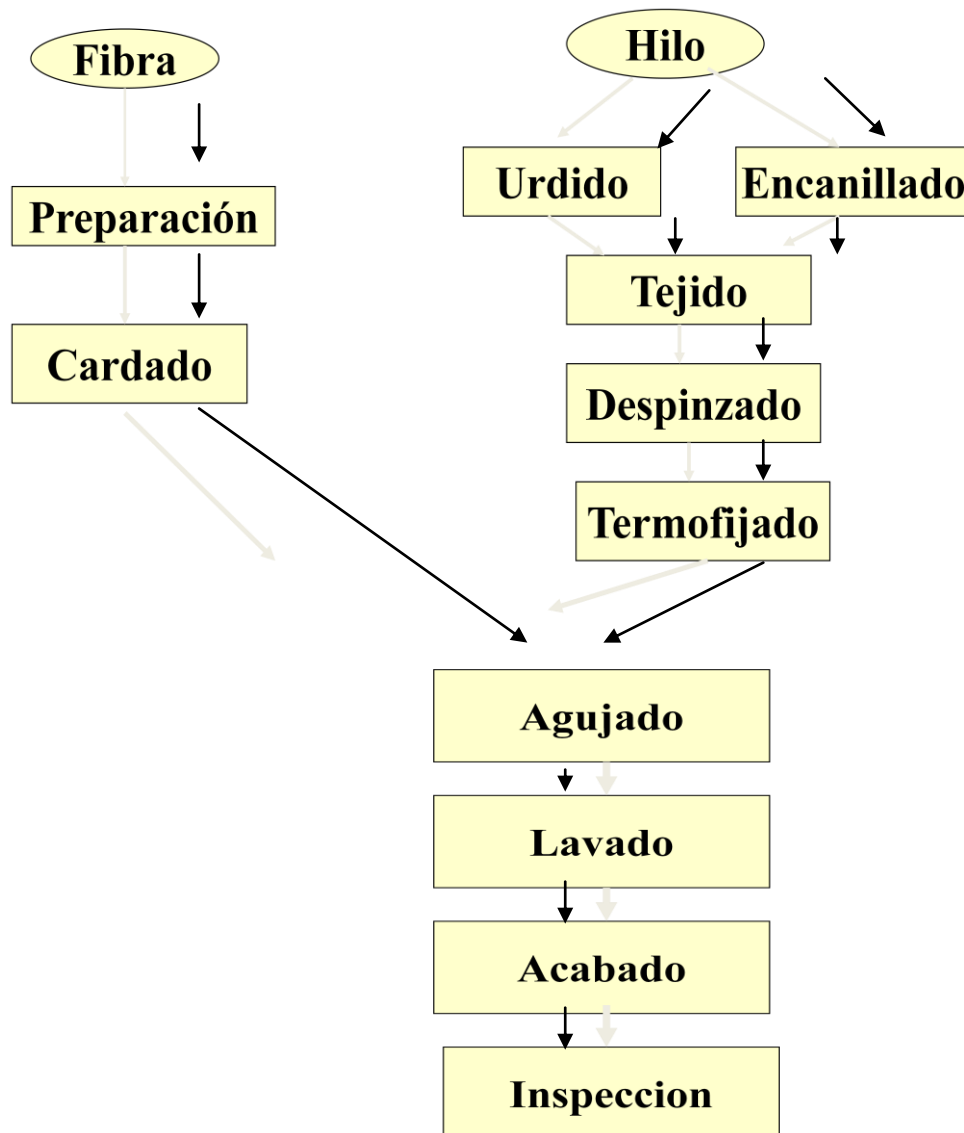 Fibra
Hilo
Urdido
Encanillado
Preparación
Tejido
Cardado
Despinzado
Termofijado
Agujado
Lavado
Acabado
Inspeccion